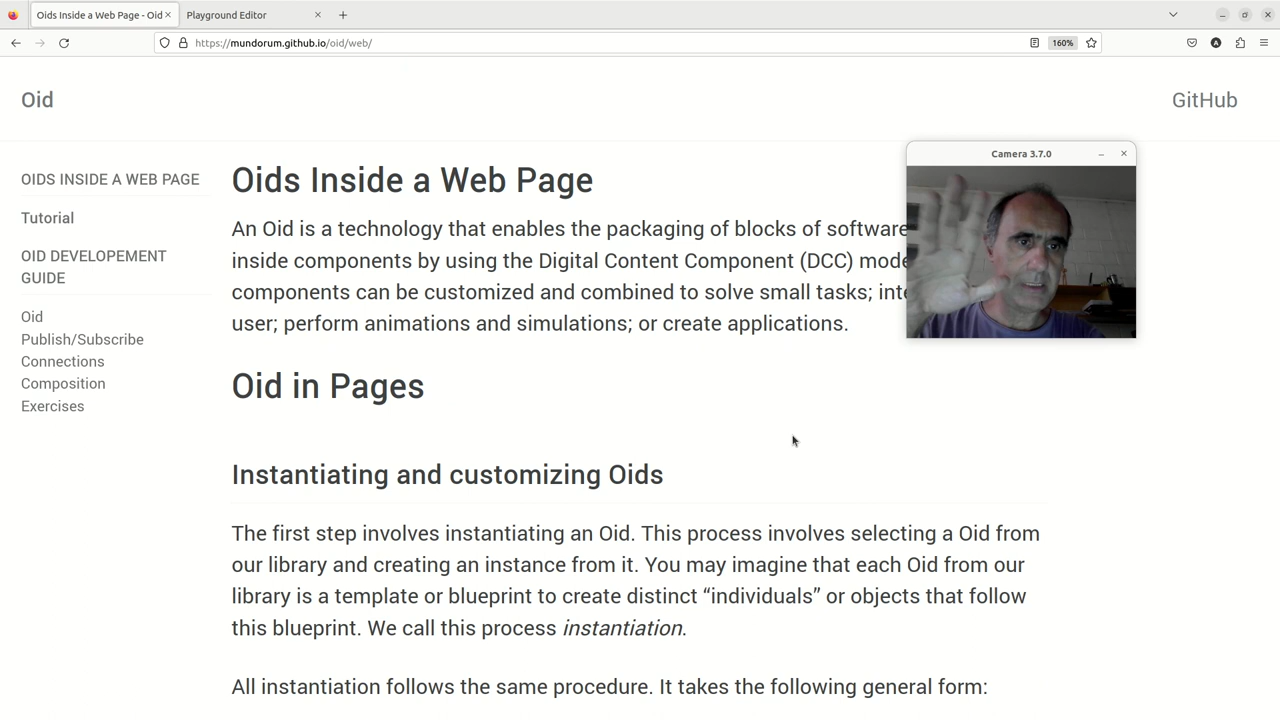 Oids Inside a Web Page - Oid
Playground Editor
https://mundorum.github.io/oid/web/
160%
A
Oid
GitHub
Camera 3.7.0
OIDS INSIDE A WEB PAGE
Tutorial
OID DEVELOPEMENT
GUIDE
Oid
Publish/Subscribe
Connections
Composition
Exercises
Oids Inside a Web Page
An Oid is a technology that enables the packaging of blocks of software
inside components by using the Digital Content Component (DCC) mode
components can be customized and combined to solve small tasks; inte
user; perform animations and simulations; or create applications.
Oid in Pages
Instantiating and customizing Oids
The first step involves instantiating an Oid. This process involves selecting a Oid from
our library and creating an instance from it. You may imagine that each Oid from our
library is a template or blueprint to create distinct “individuals” or objects that follow
this blueprint. We call this process instantiation.
All instantiation follows the same procedure. It takes the following general form: